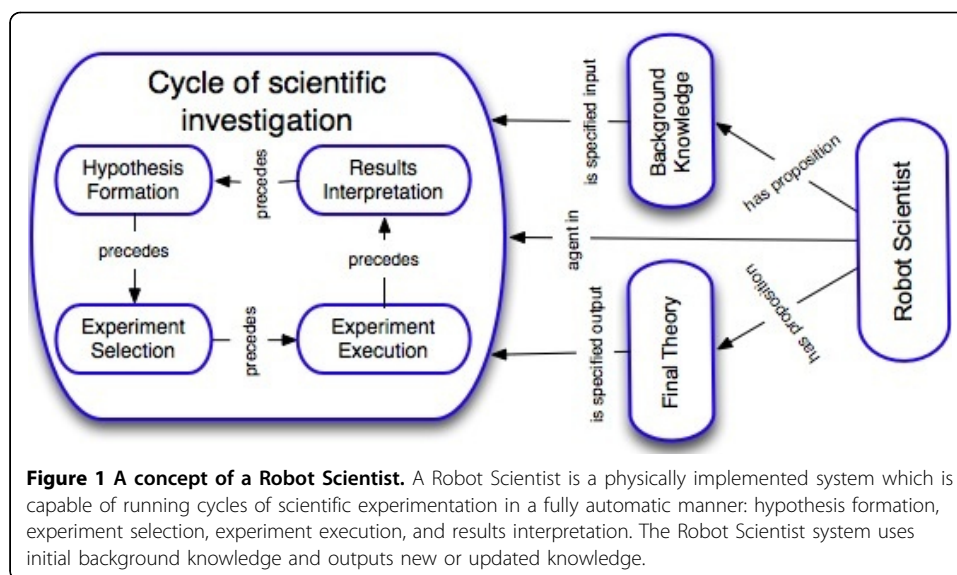 Cycle of scientific
investigation
Hypothesis
Formation
precedes
Results
Interpretation
precedes
precedes
Experiment
Selection
precedes
Experiment
Execution
is specified input
Background
Knowledge
has proposition
agent in
Robot Scientist
is specified output
Final Theory
has proposition
Figure 1 A concept of a Robot Scientist. A Robot Scientist is a physically implemented system which is
capable of running cycles of scientific experimentation in a fully automatic manner: hypothesis formation,
experiment selection, experiment execution, and results interpretation. The Robot Scientist system uses
initial background knowledge and outputs new or updated knowledge.